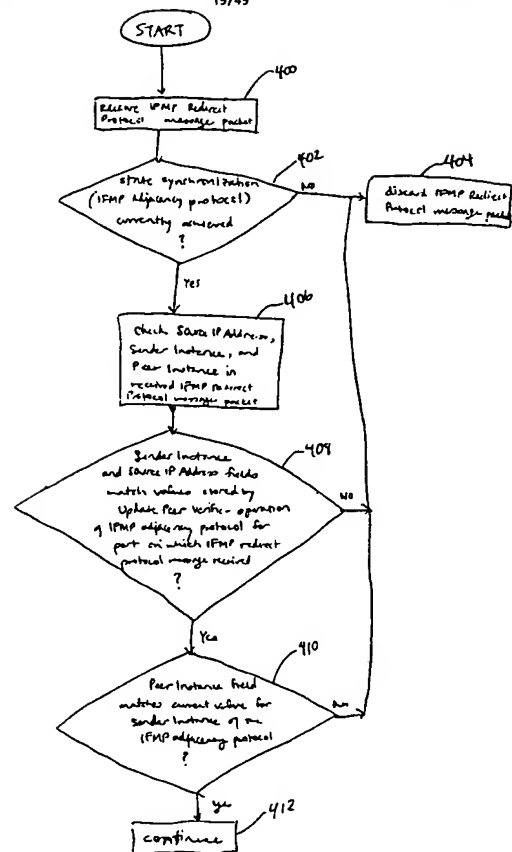 19/49
START
400
Receive IFMP Redirect
Protocol message packet
402
State synchronization
(IFMP Adjacency protocol)
currently achieved
?
No
404
discard IFMP Redirect
Protocol message packet
Yes
406
Check Source IP Address,
Sender Instance, and
Peer Instance in
received IFMP Redirect
Protocol message packet
408
Sender Instance
and Source IP Address fields
match values stored by
Update Peer Verifier operation
of IFMP adjacency protocol for
port on which IFMP redirect
protocol message received
?
No
Yes
410
Peer Instance field
matches current value for
Sender Instance of the
IFMP adjacency protocol
?
No
yes
412
continue